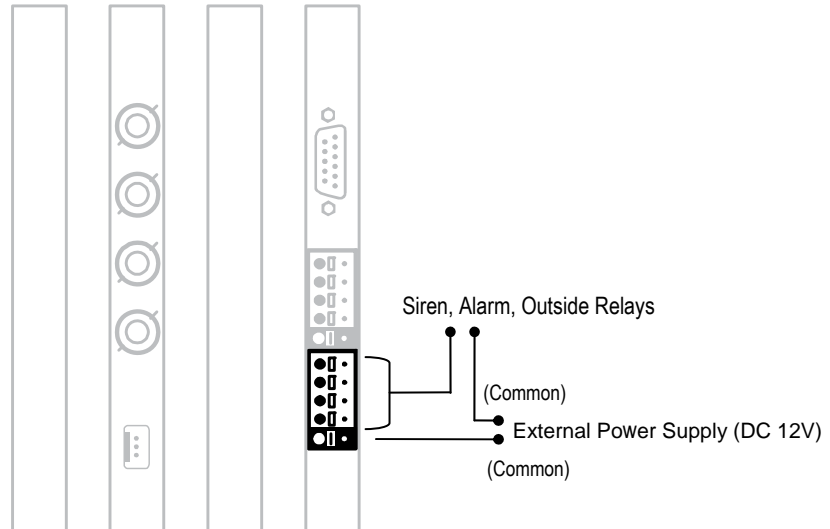 Siren, Alarm, Outside Relays
(Common)
External Power Supply (DC 12V)
(Common)